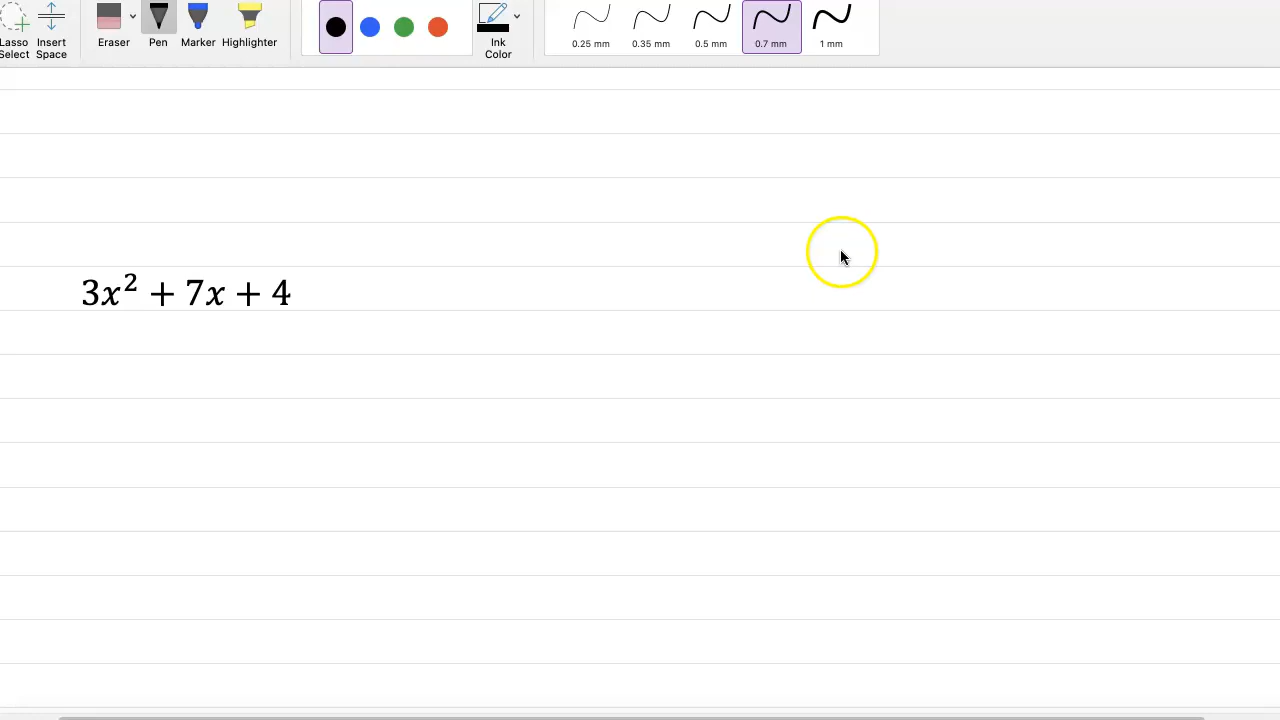 Lasso Select
Insert Space
Eraser
Pen
Marker
Highlighter
Ink Color
0.25 mm
0.35 mm
0.5 mm
0.7 mm
1 mm
3x² + 7x + 4